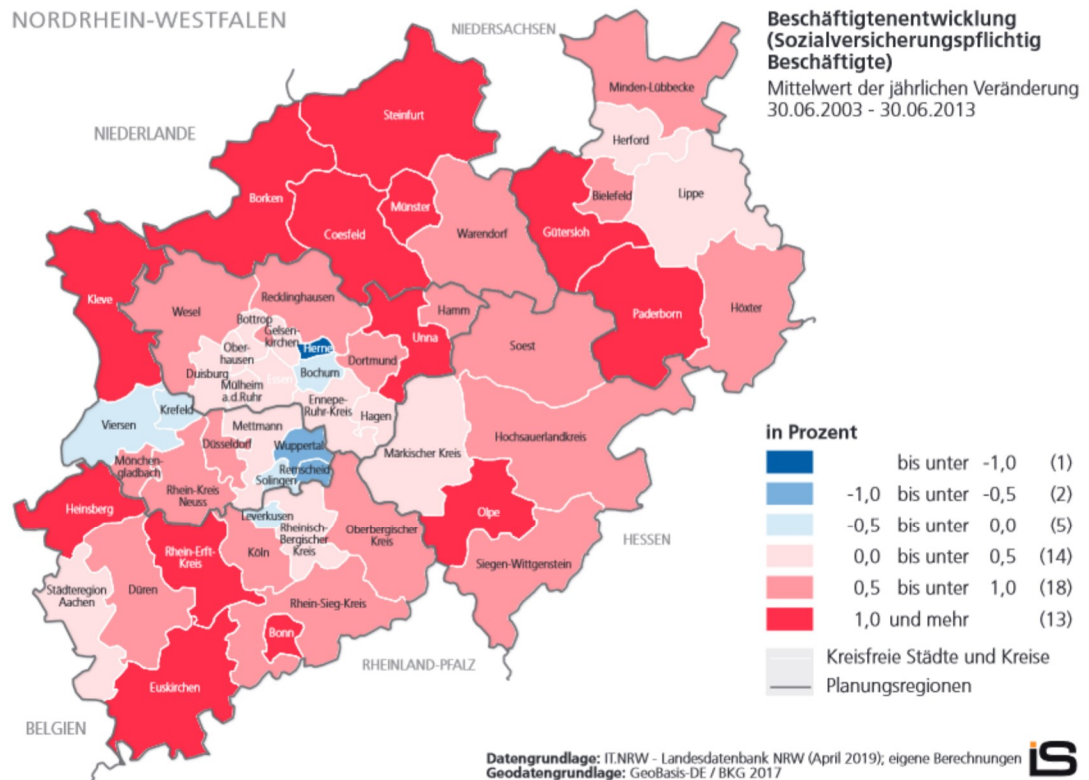 NORDRHEIN-WESTFALEN
NIEDERSACHSEN
Beschäftigtenentwicklung
(Sozialversicherungspflichtig
Beschäftigte)
Mittelwert der jährlichen Veränderung
30.06.2003 - 30.06.2013
NIEDERLANDE
Minden-Lübbecke
Steinfurt
Herford
Borken
Münster
Bielefeld
Lippe
Coesfeld
Warendorf
Gütersloh
Kleve
Wesel
Recklinghausen
Hamm
Paderborn
Höxter
Bottrop
Gelsen-
kirchen
Unna
Soest
Ober-
hausen
Herne
Dortmund
Duisburg
Essen
Bochum
Mülheim
a.d.Ruhr
Ennepe-
Ruhr-Kreis
Krefeld
Hagen
Viersen
Mettmann
Düsseldorf
Wuppertal
Märkischer Kreis
Hochsauerlandkreis
Mönchen-
gladbach
Remscheid
Solingen
Rhein-Kreis
Neuss
Heinsberg
Leverkusen
Rheinisch-
Bergischer
Kreis
Oberbergischer
Kreis
Olpe
Rhein-Erft-
Kreis
Köln
Siegen-Wittgenstein
HESSEN
Städteregion
Aachen
Düren
Rhein-Sieg-Kreis
Bonn
RHEINLAND-PFALZ
Euskirchen
BELGIEN
in Prozent
bis unter -1,0 (1)
-1,0 bis unter -0,5 (2)
-0,5 bis unter 0,0 (5)
0,0 bis unter 0,5 (14)
0,5 bis unter 1,0 (18)
1,0 und mehr (13)
Kreisfreie Städte und Kreise
Planungsregionen
Datengrundlage: IT.NRW - Landesdatenbank NRW (April 2019); eigene Berechnungen
Geodatengrundlage: GeoBasis-DE / BKG 2017
iLS